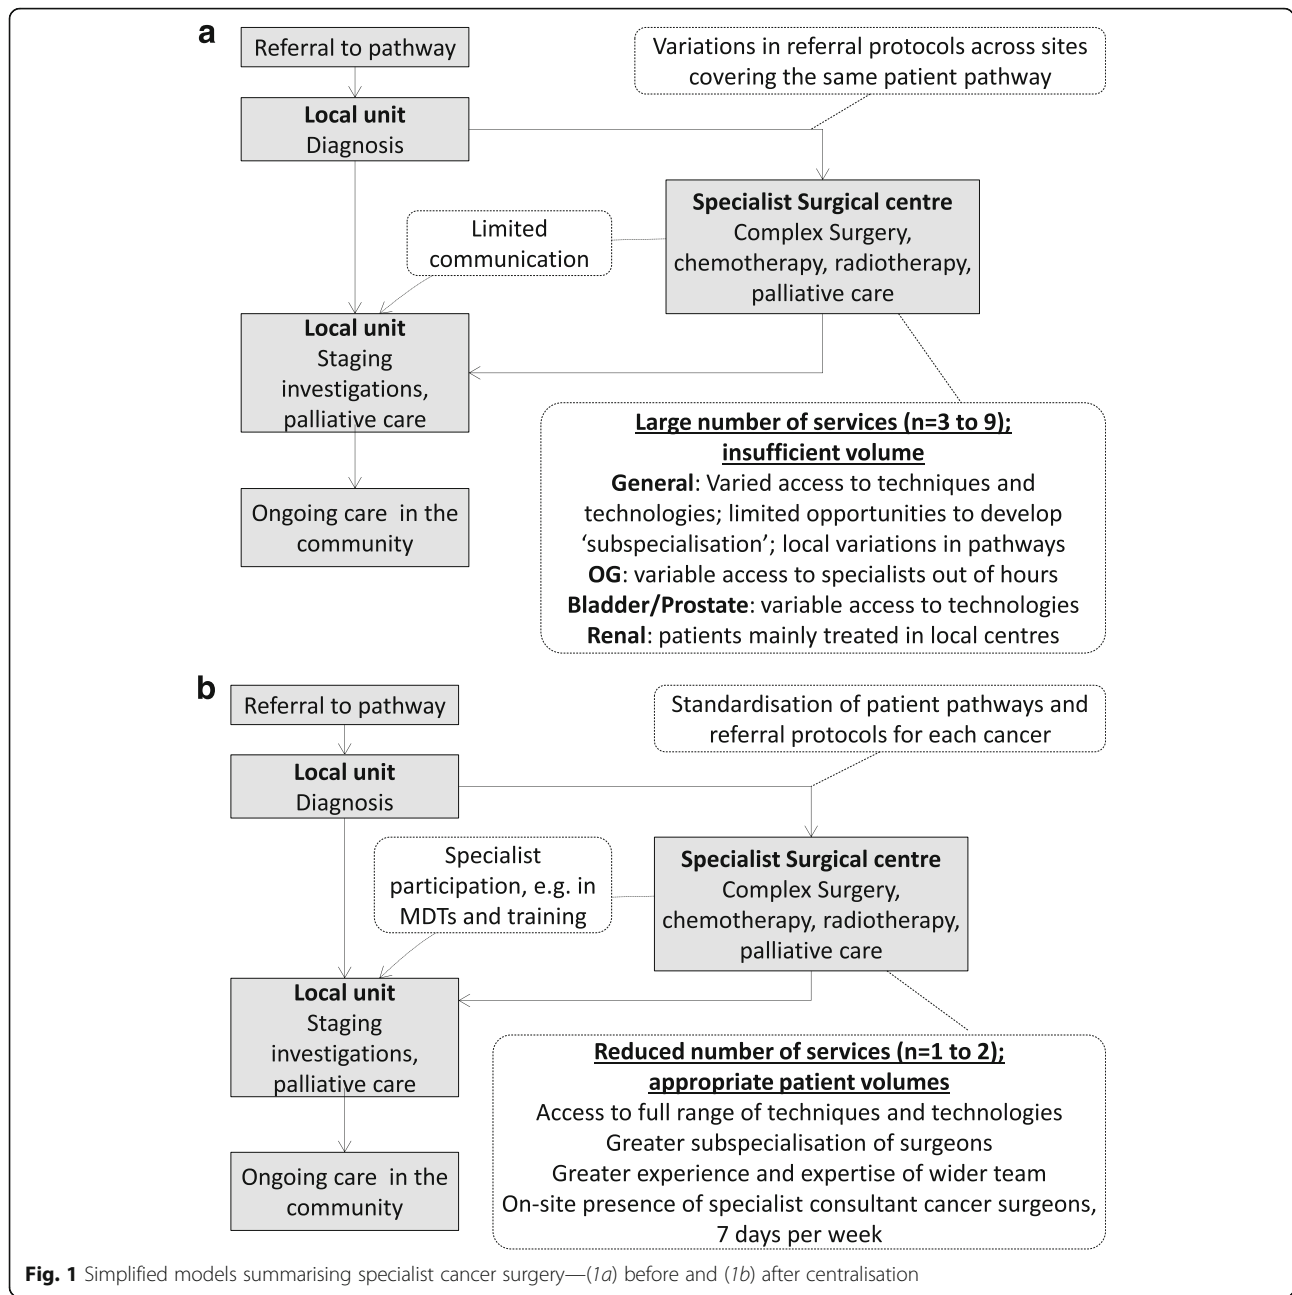 a
Referral to pathway
Variations in referral protocols across sites
covering the same patient pathway
Local unit
Diagnosis
Specialist Surgical centre
Complex Surgery,
chemotherapy, radiotherapy,
palliative care
Limited
communication
Local unit
Staging
investigations,
palliative care
Large number of services (n=3 to 9);
insufficient volume
General: Varied access to techniques and
technologies; limited opportunities to develop
‘subspecialisation’; local variations in pathways
OG: variable access to specialists out of hours
Bladder/Prostate: variable access to technologies
Renal: patients mainly treated in local centres
Ongoing care in the
community
b
Referral to pathway
Standardisation of patient pathways and
referral protocols for each cancer
Local unit
Diagnosis
Specialist Surgical centre
Complex Surgery,
chemotherapy, radiotherapy,
palliative care
Specialist
participation, e.g. in
MDTs and training
Local unit
Staging
investigations,
palliative care
Reduced number of services (n=1 to 2);
appropriate patient volumes
Access to full range of techniques and technologies
Greater subspecialisation of surgeons
Greater experience and expertise of wider team
On-site presence of specialist consultant cancer surgeons,
7 days per week
Ongoing care in the
community
Fig. 1 Simplified models summarising specialist cancer surgery—(1a) before and (1b) after centralisation